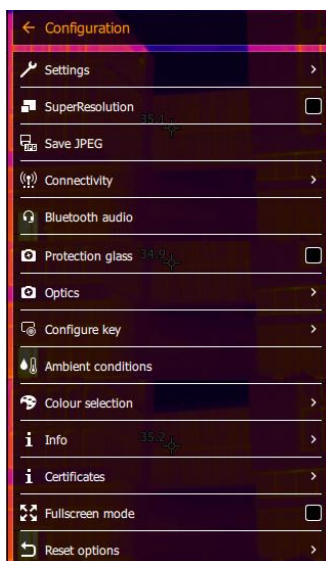 Configuration
Settings
SuperResolution
35.1
Save JPEG
Connectivity
Bluetooth audio
Protection glass
34.9
Optics
Configure key
Ambient conditions
Colour selection
Info
35.2
Certificates
Fullscreen mode
Reset options